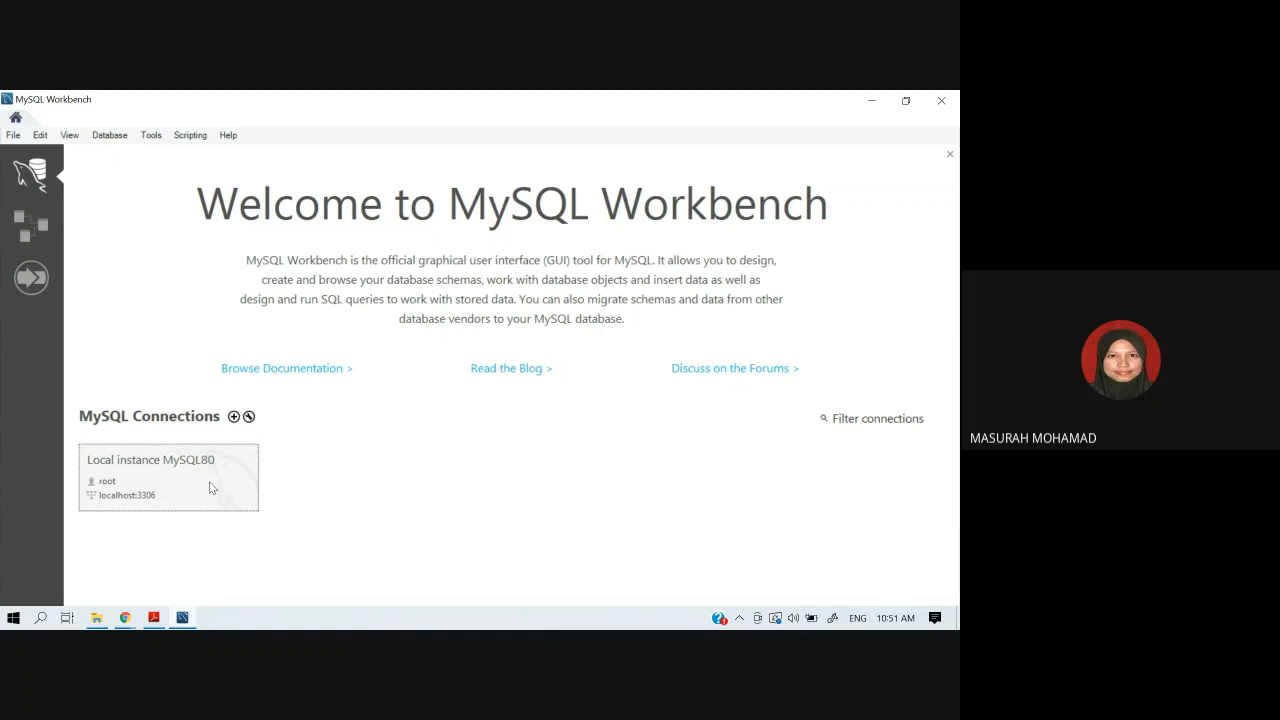 MySQL Workbench
File Edit View Database Tools Scripting Help
Welcome to MySQL Workbench
MySQL Workbench is the official graphical user interface (GUI) tool for MySQL. It allows you to design,
create and browse your database schemas, work with database objects and insert data as well as
design and run SQL queries to work with stored data. You can also migrate schemas and data from other
database vendors to your MySQL database.
Browse Documentation > Read the Blog > Discuss on the Forums >
MySQL Connections Filter connections
Local instance MySQL80
root
localhost:3306
MASURAH MOHAMAD
ENG 10:51 AM